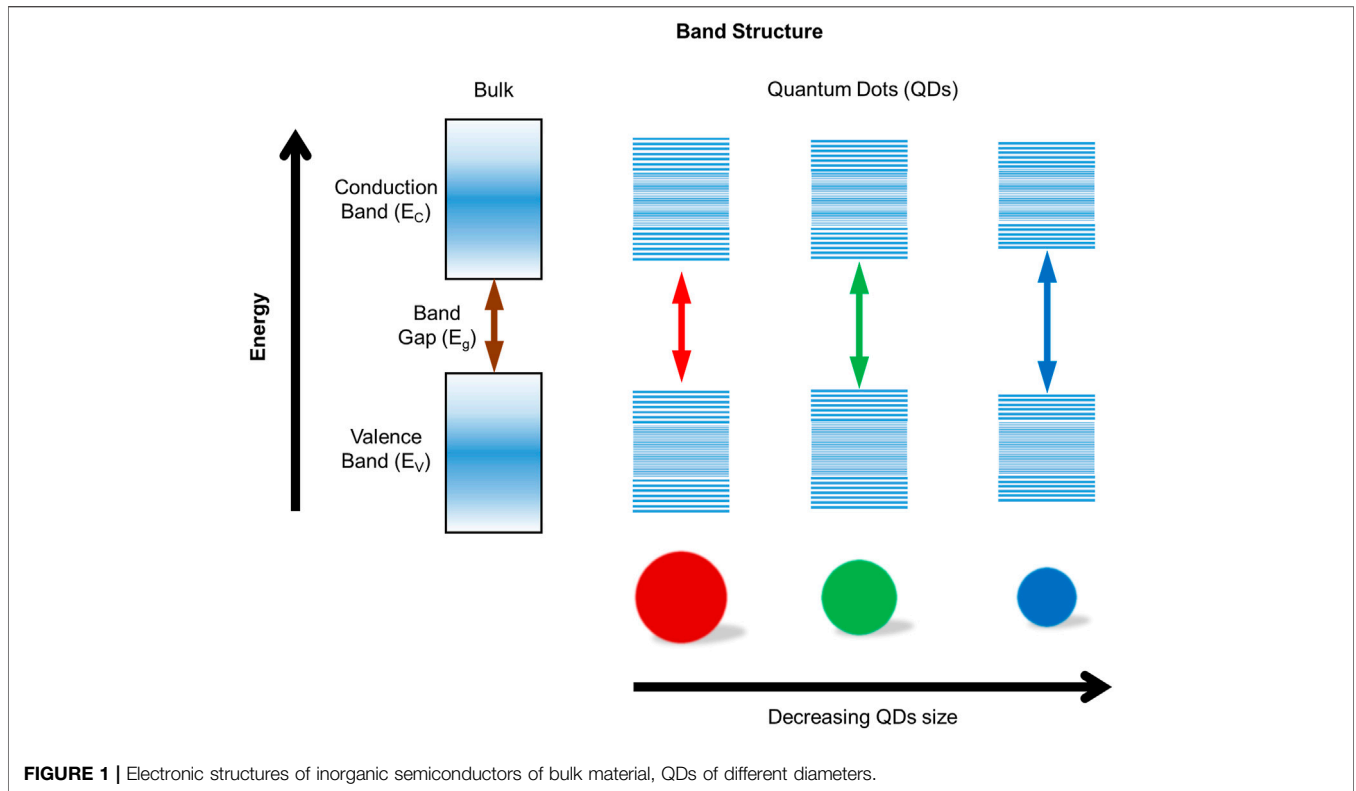 Band Structure
Bulk
Quantum Dots (QDs)
Conduction
Band (E_C)
Band
Gap (E_g)
Valence
Band (E_V)
Energy
Decreasing QDs size
FIGURE 1 | Electronic structures of inorganic semiconductors of bulk material, QDs of different diameters.